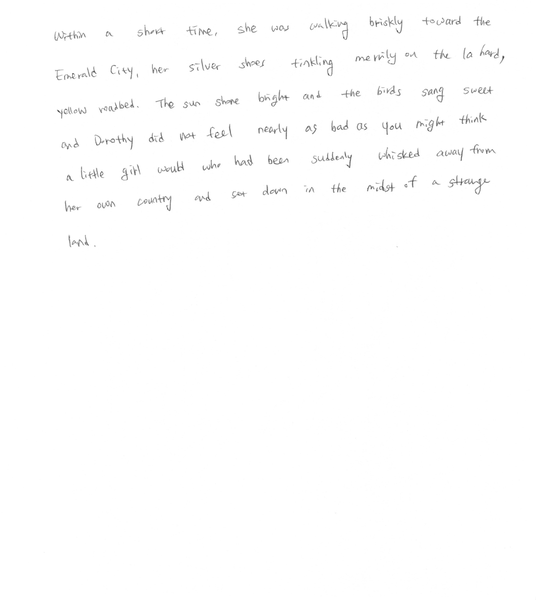 Within a short time, she was walking briskly toward the
Emerald City, her silver shoes tinkling merrily on the la hard,
yellow roadbed. The sun shone bright and the birds sang sweet
and Dorothy did not feel nearly as bad as you might think
a little girl would who had been suddenly whisked away from
her own country and set down in the midst of a strange
land.